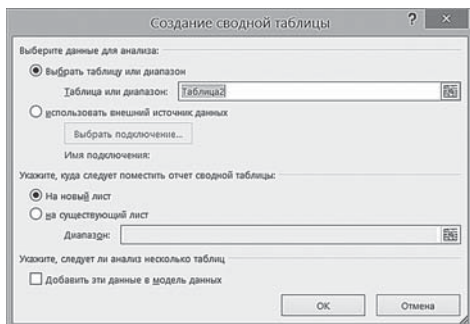 Создание сводной таблицы
?
Выберите данные для анализа:
Выбрать таблицу или диапазон
Таблица или диапазон: Таблица2
использовать внешний источник данных
Выбрать подключение...
Имя подключения:
Укажите, куда следует поместить отчет сводной таблицы:
На новый лист
на существующий лист
Диапазон:
Укажите, следует ли анализ несколько таблиц
Добавить эти данные в модель данных
ОК Отмена